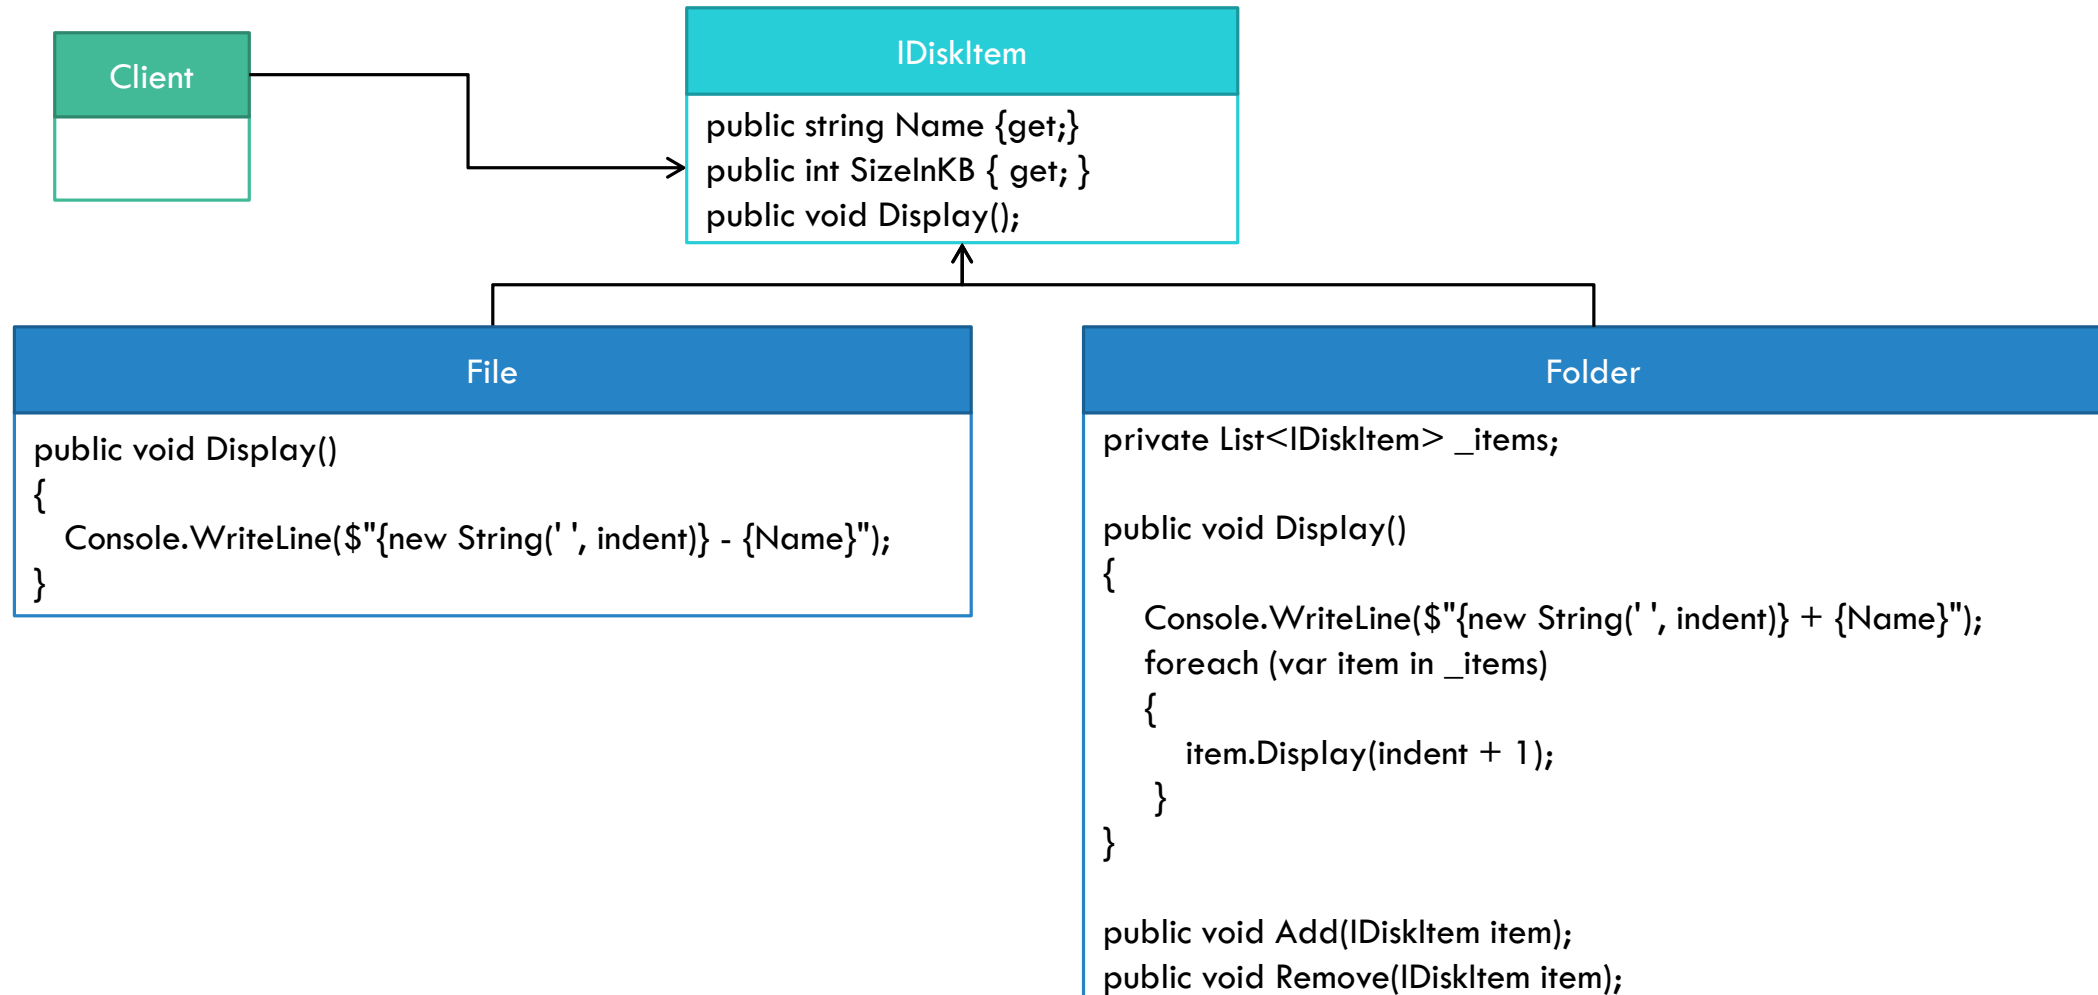 Client
IDiskItem
public string Name {get;}
public int SizeInKB { get; }
public void Display();
File
public void Display()
{
Console.WriteLine($"{new String(' ', indent)} - {Name}");
}
Folder
private List<IDiskItem> _items;
public void Display()
{
Console.WriteLine($"{new String(' ', indent)} + {Name}");
foreach (var item in _items)
{
item.Display(indent + 1);
}
}
public void Add(IDiskItem item);
public void Remove(IDiskItem item);